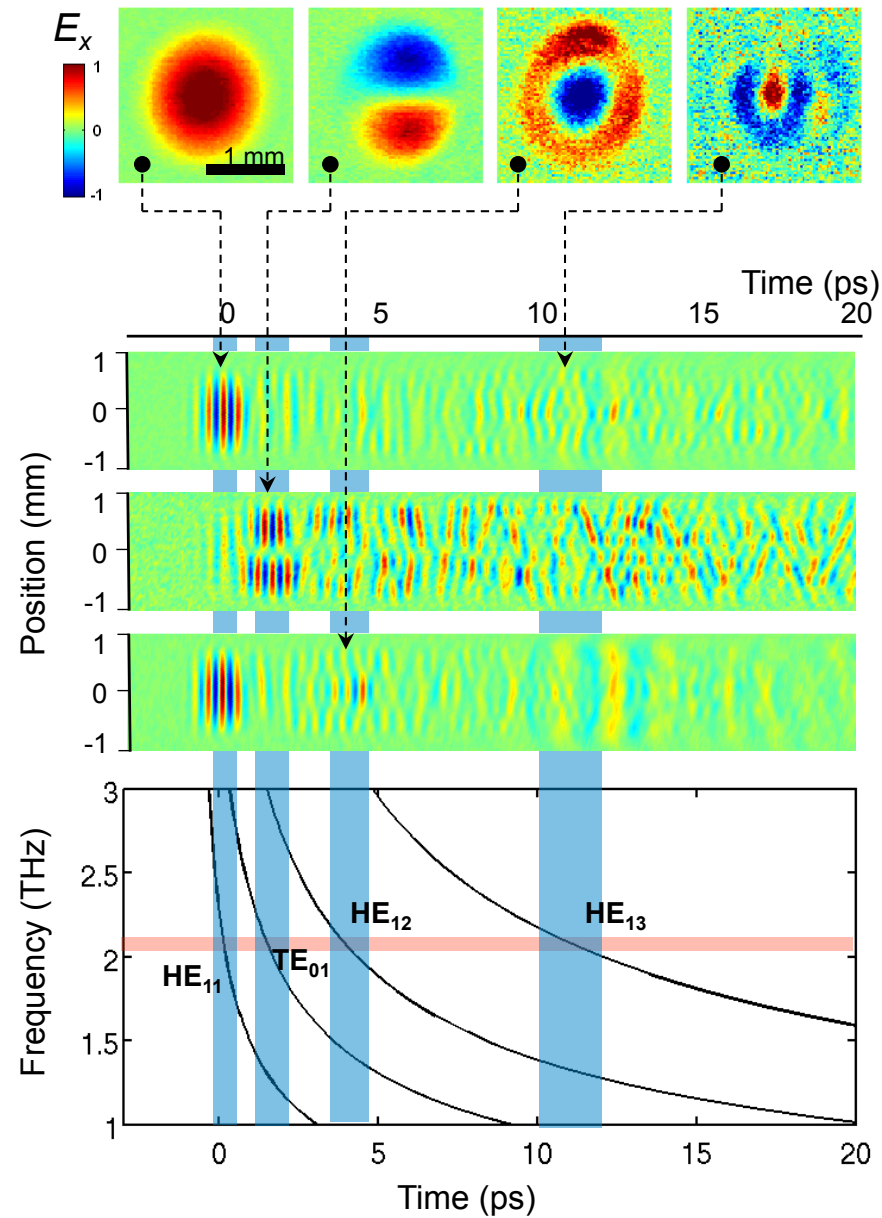 Eₓ
1
0
-1
1 mm
Time (ps)
0 5 10 15 20
1
0
-1
1
0
-1
1
0
-1
Position (mm)
3
2.5
2
1.5
1
Frequency (THz)
HE₁₁
TE₀₁
HE₁₂
HE₁₃
0 5 10 15 20
Time (ps)